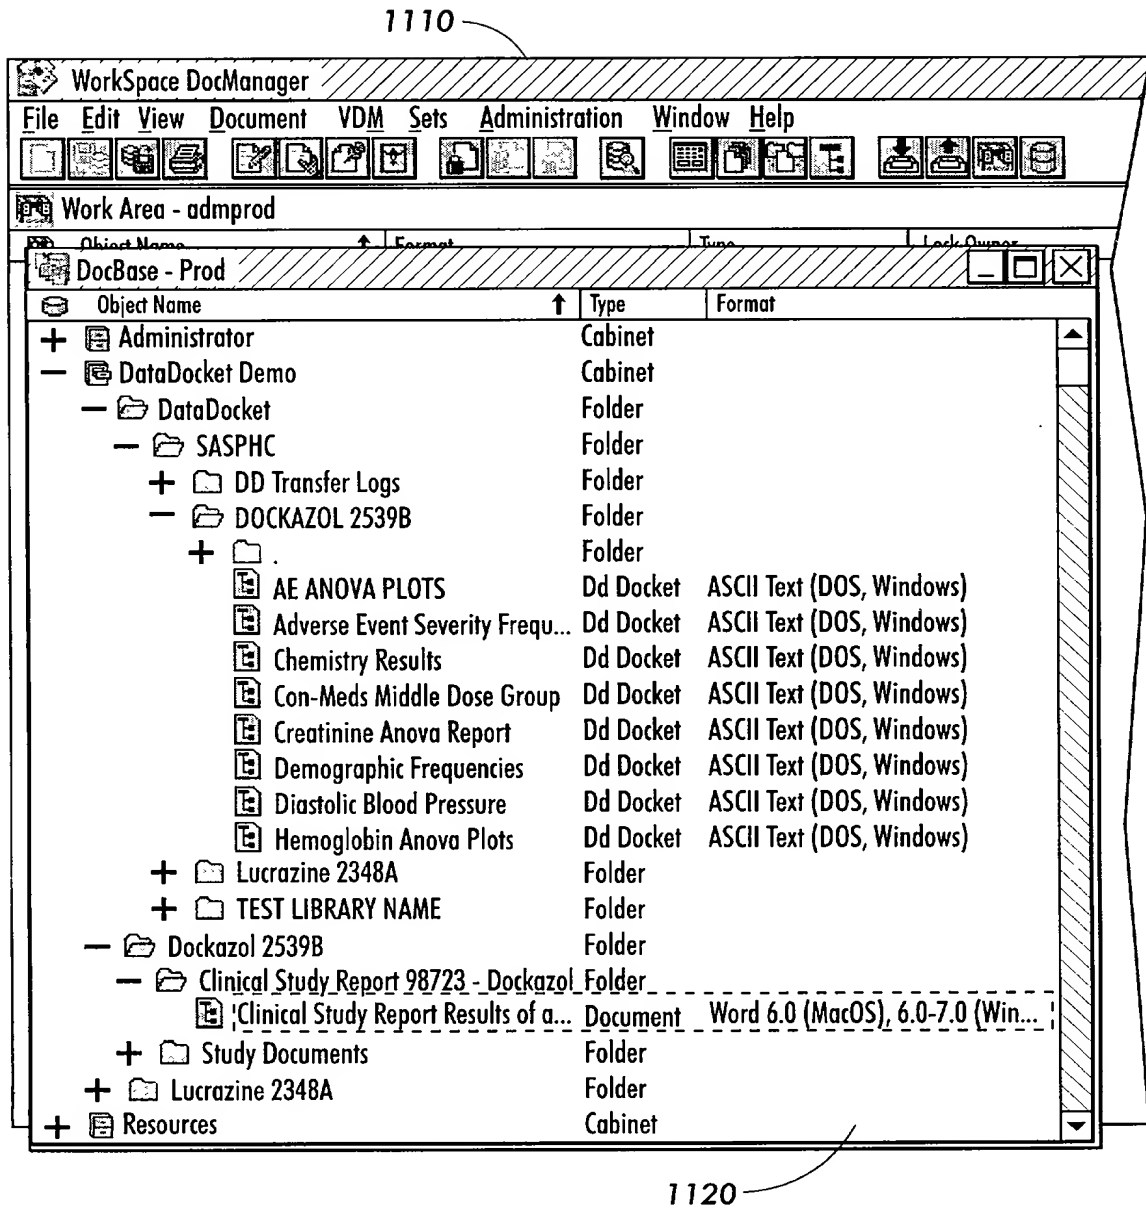 1110
WorkSpace DocManager
File Edit View Document VDM Sets Administration Window Help
Work Area - admprod
Object Name Format Type Lock Owner
DocBase - Prod
Object Name Type Format
+ Administrator Cabinet
— DataDocket Demo Cabinet
— DataDocket Folder
— SASPHC Folder
+ DD Transfer Logs Folder
— DOCKAZOL 2539B Folder
+ . Folder
AE ANOVA PLOTS Dd Docket ASCII Text (DOS, Windows)
Adverse Event Severity Frequ... Dd Docket ASCII Text (DOS, Windows)
Chemistry Results Dd Docket ASCII Text (DOS, Windows)
Con-Meds Middle Dose Group Dd Docket ASCII Text (DOS, Windows)
Creatinine Anova Report Dd Docket ASCII Text (DOS, Windows)
Demographic Frequencies Dd Docket ASCII Text (DOS, Windows)
Diastolic Blood Pressure Dd Docket ASCII Text (DOS, Windows)
Hemoglobin Anova Plots Dd Docket ASCII Text (DOS, Windows)
+ Lucrazine 2348A Folder
+ TEST LIBRARY NAME Folder
— Dockazol 2539B Folder
— Clinical Study Report 98723 - Dockazol Folder
Clinical Study Report Results of a... Document Word 6.0 (MacOS), 6.0-7.0 (Win...
+ Study Documents Folder
+ Lucrazine 2348A Folder
+ Resources Cabinet
1120